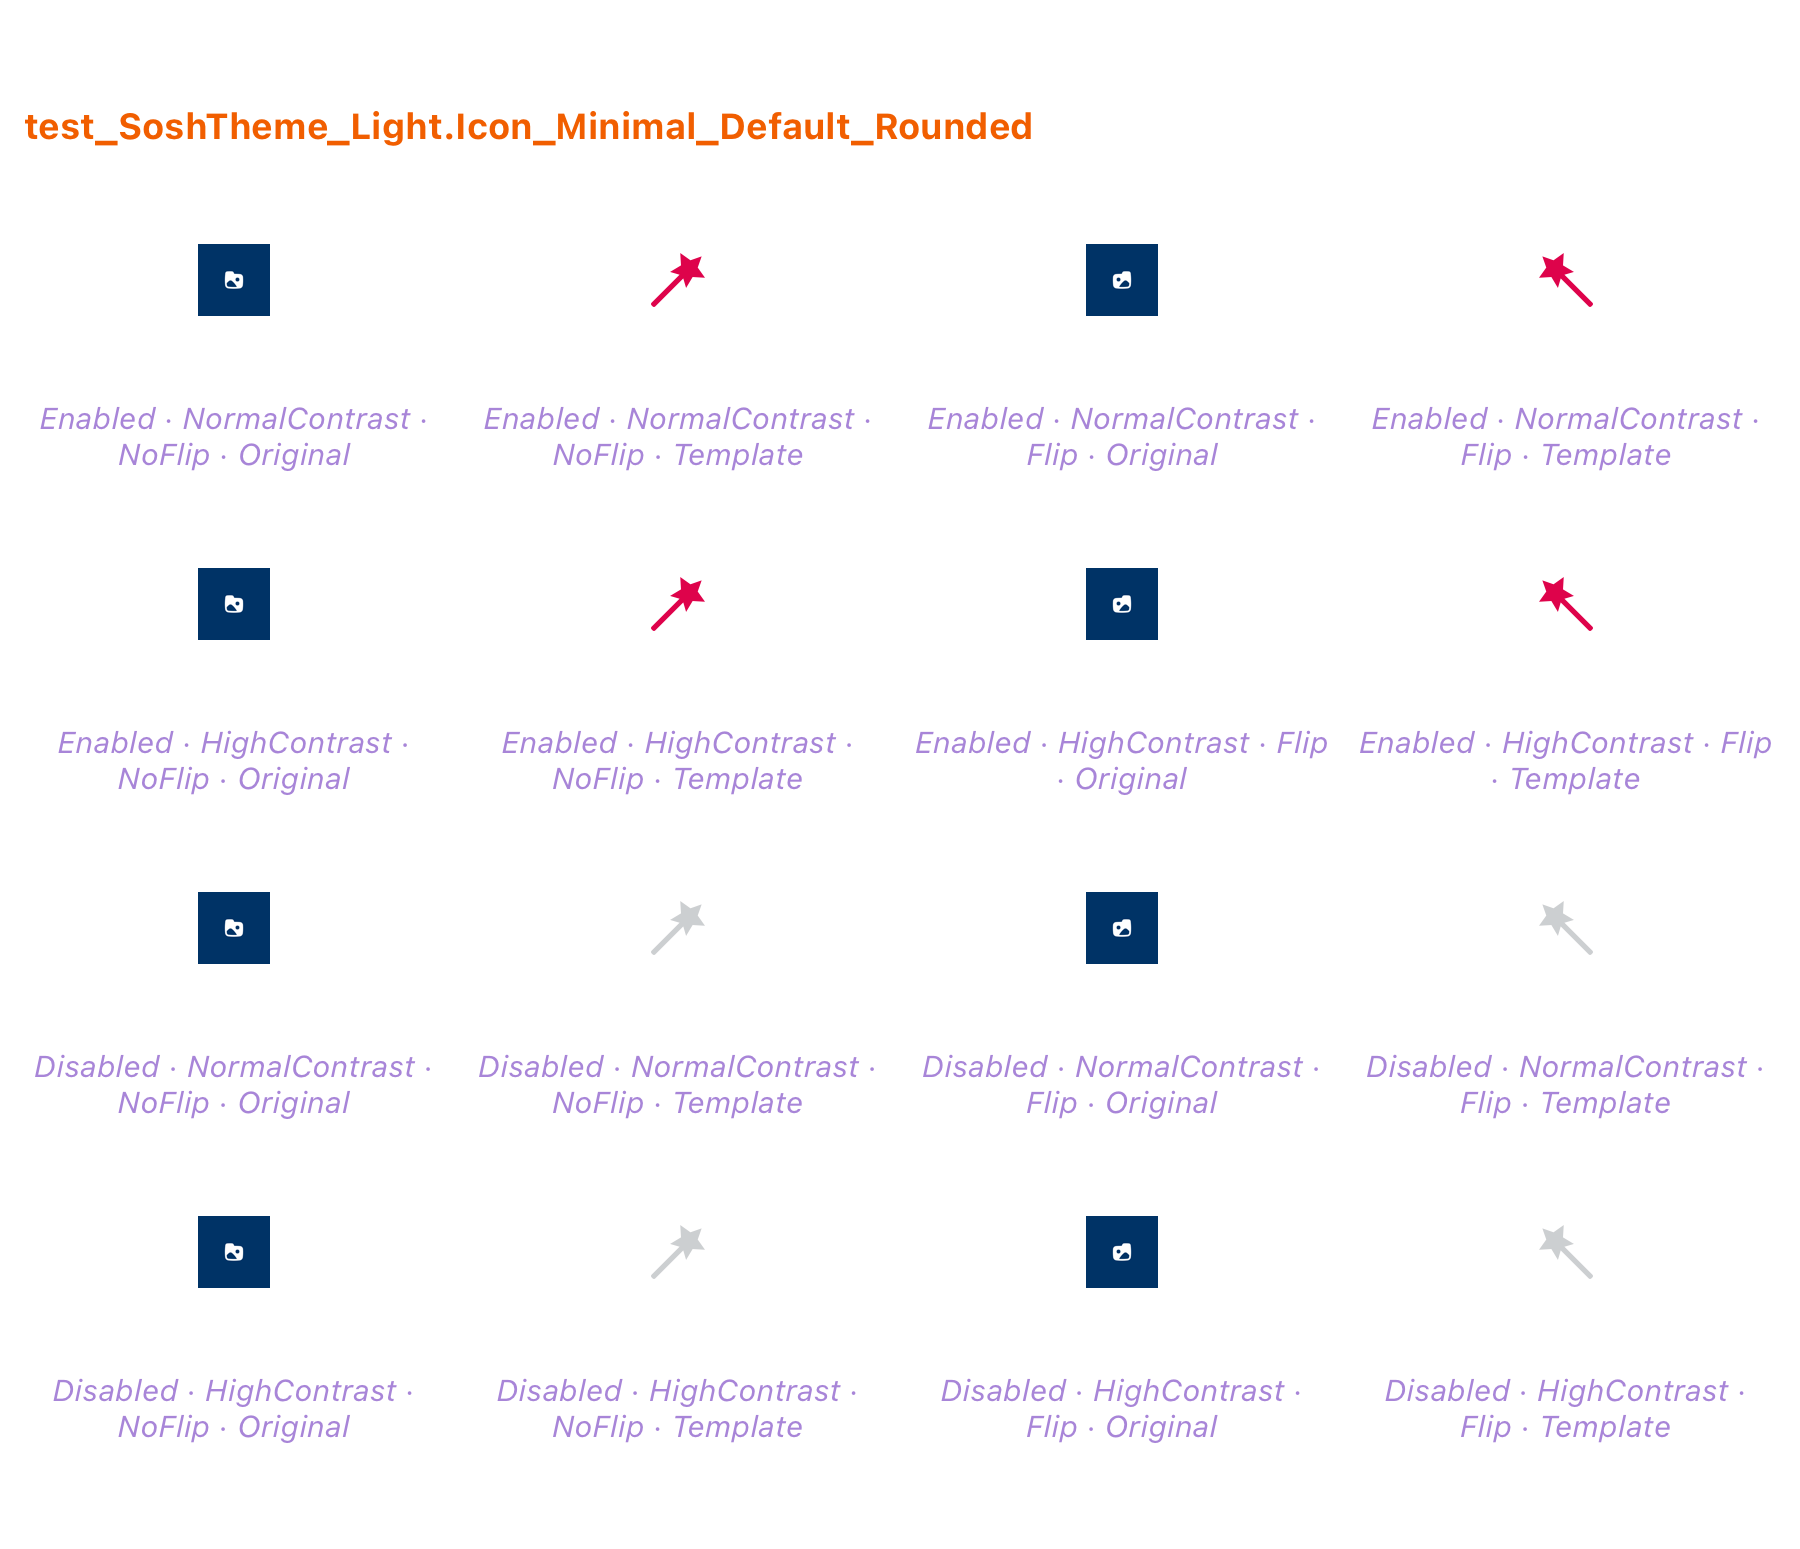 test_SoshTheme_Light.Icon_Minimal_Default_Rounded
Enabled · NormalContrast ·
NoFlip · Original
Enabled · NormalContrast ·
NoFlip · Template
Enabled · NormalContrast ·
Flip · Original
Enabled · NormalContrast ·
Flip · Template
Enabled · HighContrast ·
NoFlip · Original
Enabled · HighContrast ·
NoFlip · Template
Enabled · HighContrast · Flip
· Original
Enabled · HighContrast · Flip
· Template
Disabled · NormalContrast ·
NoFlip · Original
Disabled · NormalContrast ·
NoFlip · Template
Disabled · NormalContrast ·
Flip · Original
Disabled · NormalContrast ·
Flip · Template
Disabled · HighContrast ·
NoFlip · Original
Disabled · HighContrast ·
NoFlip · Template
Disabled · HighContrast ·
Flip · Original
Disabled · HighContrast ·
Flip · Template